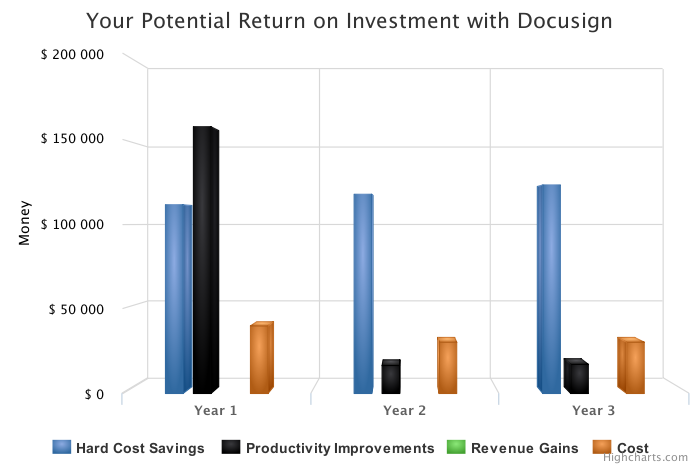 Your Potential Return on Investment with Docusign
$ 200 000
$ 150 000
$ 100 000
$ 50 000
$ 0
Money
Year 1
Year 2
Year 3
Hard Cost Savings
Productivity Improvements
Revenue Gains
Cost
Highcharts.com